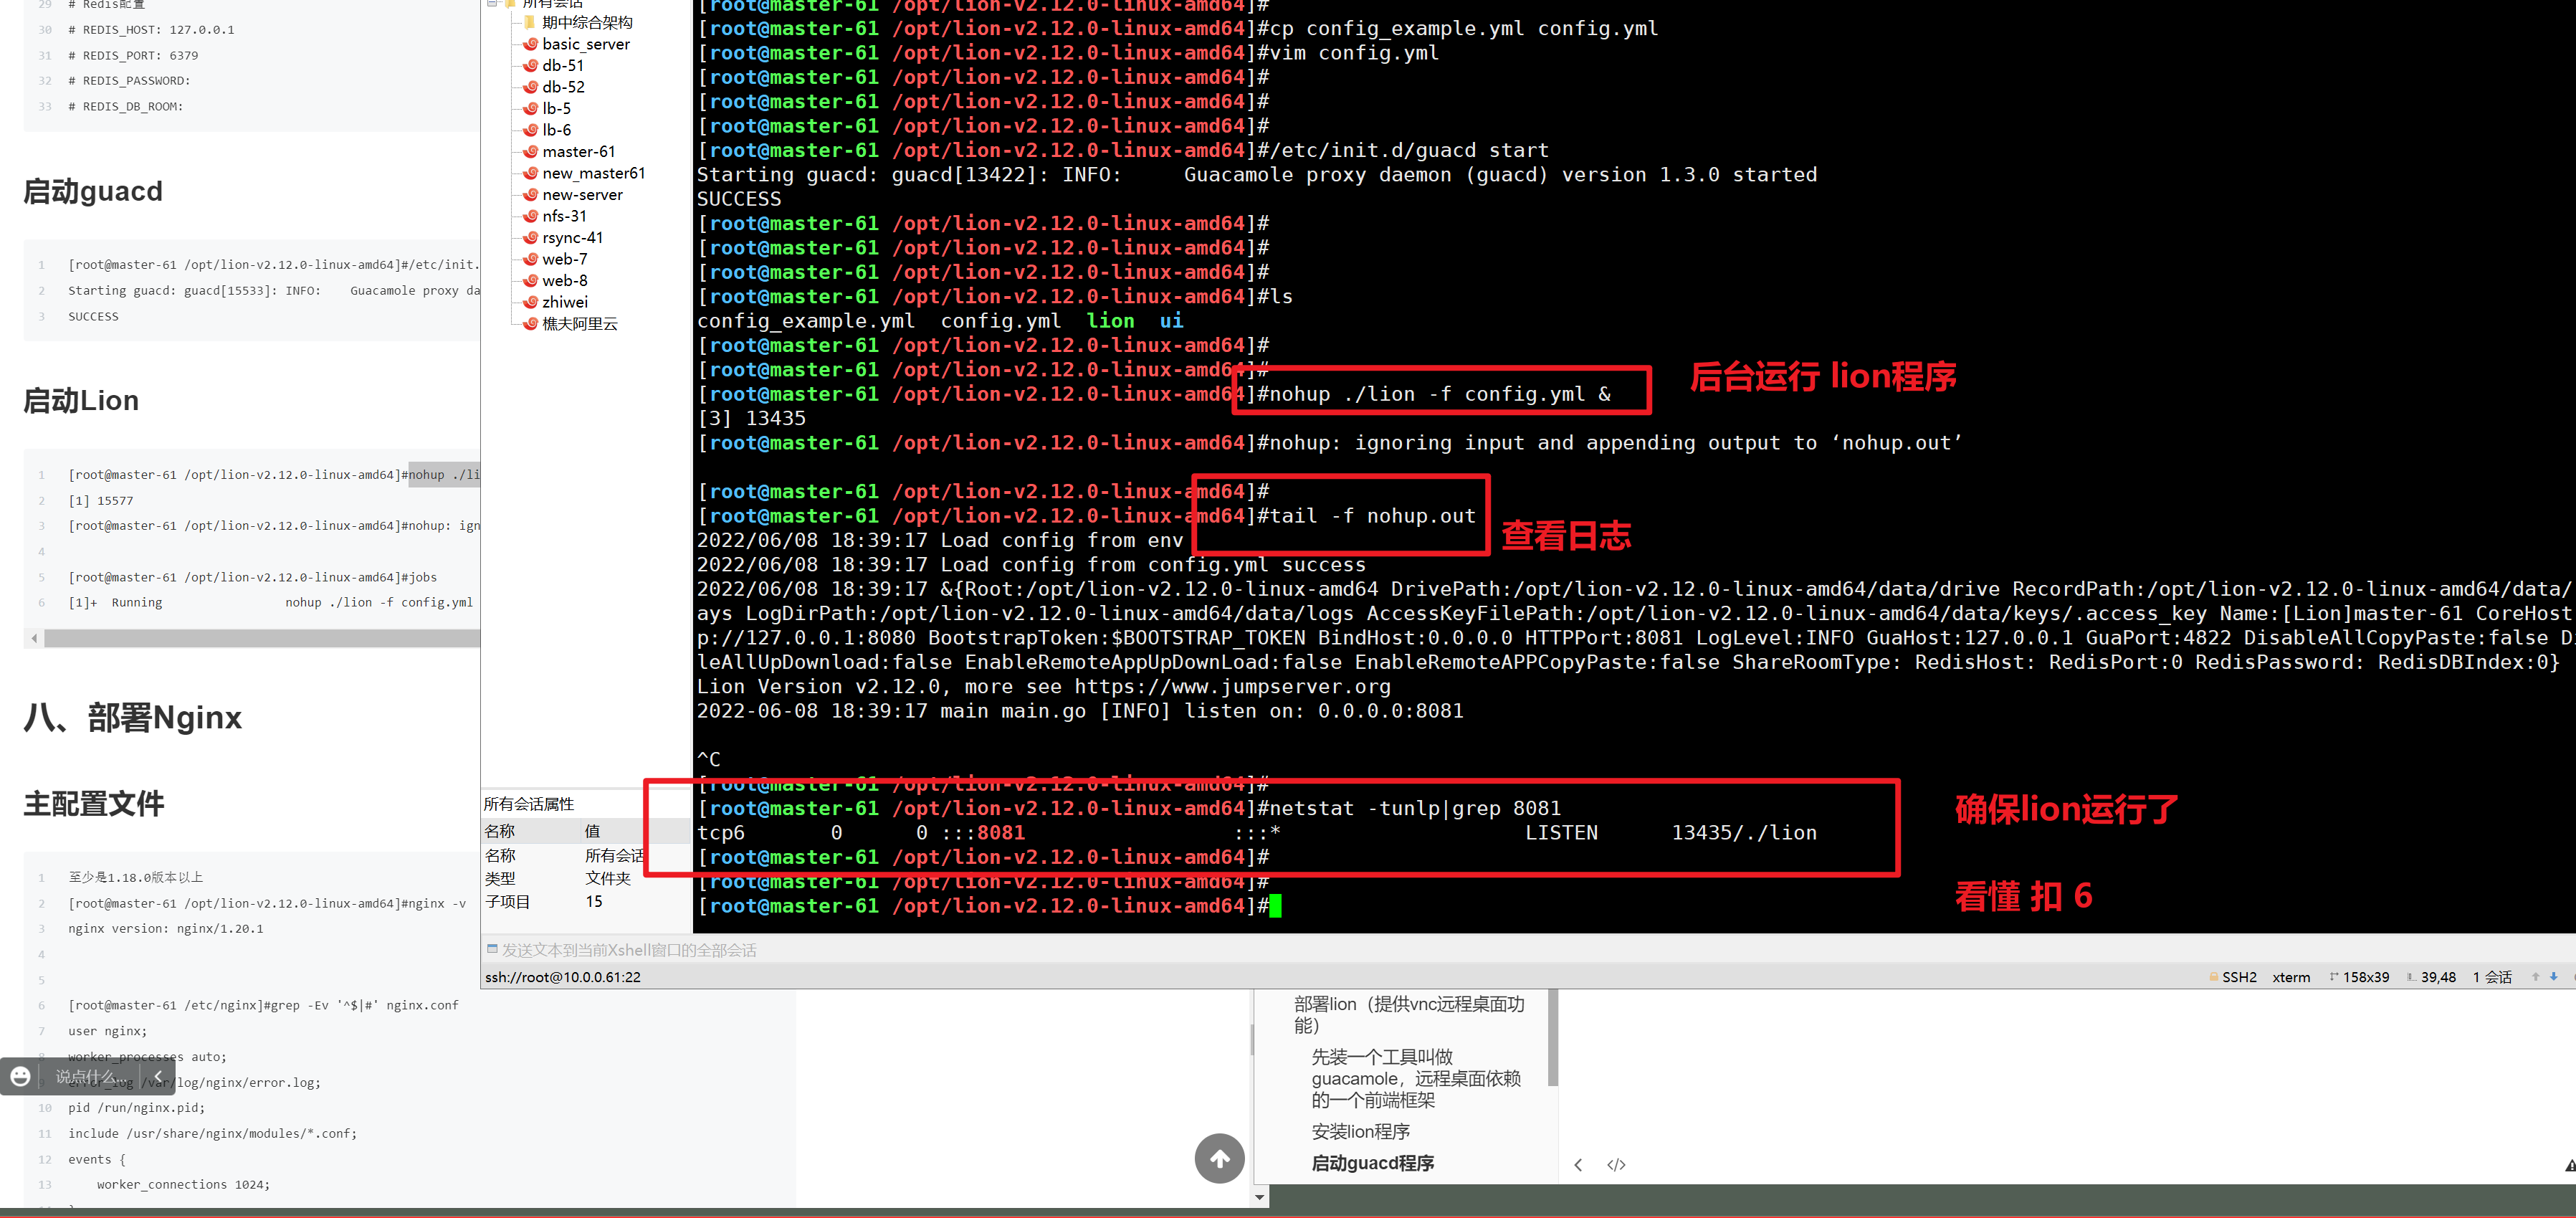 29 # Redis配置
30 # REDIS_HOST: 127.0.0.1
31 # REDIS_PORT: 6379
32 # REDIS_PASSWORD:
33 # REDIS_DB_ROOM:
启动guacd
1 [root@master-61 /opt/lion-v2.12.0-linux-amd64]#/etc/init.
2 Starting guacd: guacd[15533]: INFO: Guacamole proxy da
3 SUCCESS
启动Lion
1 [root@master-61 /opt/lion-v2.12.0-linux-amd64]#nohup ./li
2 [1] 15577
3 [root@master-61 /opt/lion-v2.12.0-linux-amd64]#nohup: ign
4
5 [root@master-61 /opt/lion-v2.12.0-linux-amd64]#jobs
6 [1]+ Running nohup ./lion -f config.yml
八、部署Nginx
主配置文件
1 至少是1.18.0版本以上
2 [root@master-61 /opt/lion-v2.12.0-linux-amd64]#nginx -v
3 nginx version: nginx/1.20.1
4
5
6 [root@master-61 /etc/nginx]#grep -Ev '^$|#' nginx.conf
7 user nginx;
8 worker_processes auto;
9 error_log /var/log/nginx/error.log;
说点什么...
10 pid /run/nginx.pid;
11 include /usr/share/nginx/modules/*.conf;
12 events {
13 worker_connections 1024;
所有会话
期中综合架构
basic_server
db-51
db-52
lb-5
lb-6
master-61
new_master61
new-server
nfs-31
rsync-41
web-7
web-8
zhiwei
樵夫阿里云
所有会话属性
名称 值
名称 所有会话
类型 文件夹
子项目 15
[root@master-61 /opt/lion-v2.12.0-linux-amd64]#
[root@master-61 /opt/lion-v2.12.0-linux-amd64]#cp config_example.yml config.yml
[root@master-61 /opt/lion-v2.12.0-linux-amd64]#vim config.yml
[root@master-61 /opt/lion-v2.12.0-linux-amd64]#
[root@master-61 /opt/lion-v2.12.0-linux-amd64]#
[root@master-61 /opt/lion-v2.12.0-linux-amd64]#
[root@master-61 /opt/lion-v2.12.0-linux-amd64]#/etc/init.d/guacd start
Starting guacd: guacd[13422]: INFO: Guacamole proxy daemon (guacd) version 1.3.0 started
SUCCESS
[root@master-61 /opt/lion-v2.12.0-linux-amd64]#
[root@master-61 /opt/lion-v2.12.0-linux-amd64]#
[root@master-61 /opt/lion-v2.12.0-linux-amd64]#
[root@master-61 /opt/lion-v2.12.0-linux-amd64]#ls
config_example.yml config.yml lion ui
[root@master-61 /opt/lion-v2.12.0-linux-amd64]#
[root@master-61 /opt/lion-v2.12.0-linux-amd64]#
[root@master-61 /opt/lion-v2.12.0-linux-amd64]#nohup ./lion -f config.yml &
后台运行 lion程序
[3] 13435
[root@master-61 /opt/lion-v2.12.0-linux-amd64]#nohup: ignoring input and appending output to ‘nohup.out’
[root@master-61 /opt/lion-v2.12.0-linux-amd64]#
[root@master-61 /opt/lion-v2.12.0-linux-amd64]#tail -f nohup.out
查看日志
2022/06/08 18:39:17 Load config from env
2022/06/08 18:39:17 Load config from config.yml success
2022/06/08 18:39:17 &{Root:/opt/lion-v2.12.0-linux-amd64 DrivePath:/opt/lion-v2.12.0-linux-amd64/data/drive RecordPath:/opt/lion-v2.12.0-linux-amd64/data/
ays LogDirPath:/opt/lion-v2.12.0-linux-amd64/data/logs AccessKeyFilePath:/opt/lion-v2.12.0-linux-amd64/data/keys/.access_key Name:[Lion]master-61 CoreHost
p://127.0.0.1:8080 BootstrapToken:$BOOTSTRAP_TOKEN BindHost:0.0.0.0 HTTPPort:8081 LogLevel:INFO GuaHost:127.0.0.1 GuaPort:4822 DisableAllCopyPaste:false D
leAllUpDownload:false EnableRemoteAppUpDownLoad:false EnableRemoteAPPCopyPaste:false ShareRoomType: RedisHost: RedisPort:0 RedisPassword: RedisDBIndex:0}
Lion Version v2.12.0, more see https://www.jumpserver.org
2022-06-08 18:39:17 main main.go [INFO] listen on: 0.0.0.0:8081
^C
[root@master-61 /opt/lion-v2.12.0-linux-amd64]#
[root@master-61 /opt/lion-v2.12.0-linux-amd64]#netstat -tunlp|grep 8081
确保lion运行了
tcp6 0 0 :::8081 :::* LISTEN 13435/./lion
[root@master-61 /opt/lion-v2.12.0-linux-amd64]#
[root@master-61 /opt/lion-v2.12.0-linux-amd64]#
看懂 扣 6
[root@master-61 /opt/lion-v2.12.0-linux-amd64]#
发送文本到当前Xshell窗口的全部会话
ssh://root@10.0.0.61:22 SSH2 xterm 158x39 39,48 1 会话
部署lion（提供vnc远程桌面功
能）
先装一个工具叫做
guacamole，远程桌面依赖
的一个前端框架
安装lion程序
启动guacd程序